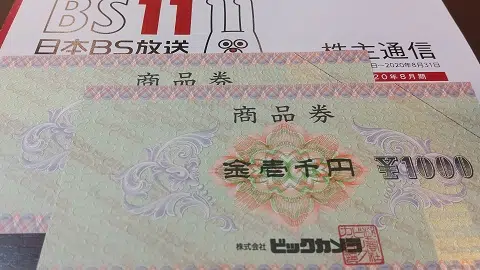 BS11
日本BS放送
株主通信
日~2020年8月31日
20年8月期
商品券
商品券
金壱千円
¥1000
株式会社 ビックカメラ